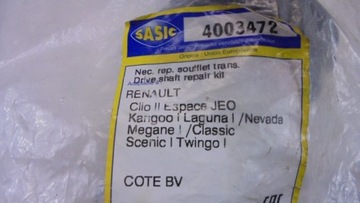 SASIC
4003472
Nec. rep. soufflet trans.
Drive shaft repair kit
RENAULT
Clio II Espace JEO
Kangoo I Laguna I /Nevada
Megane I /Classic
Scenic I Twingo I
COTE BV